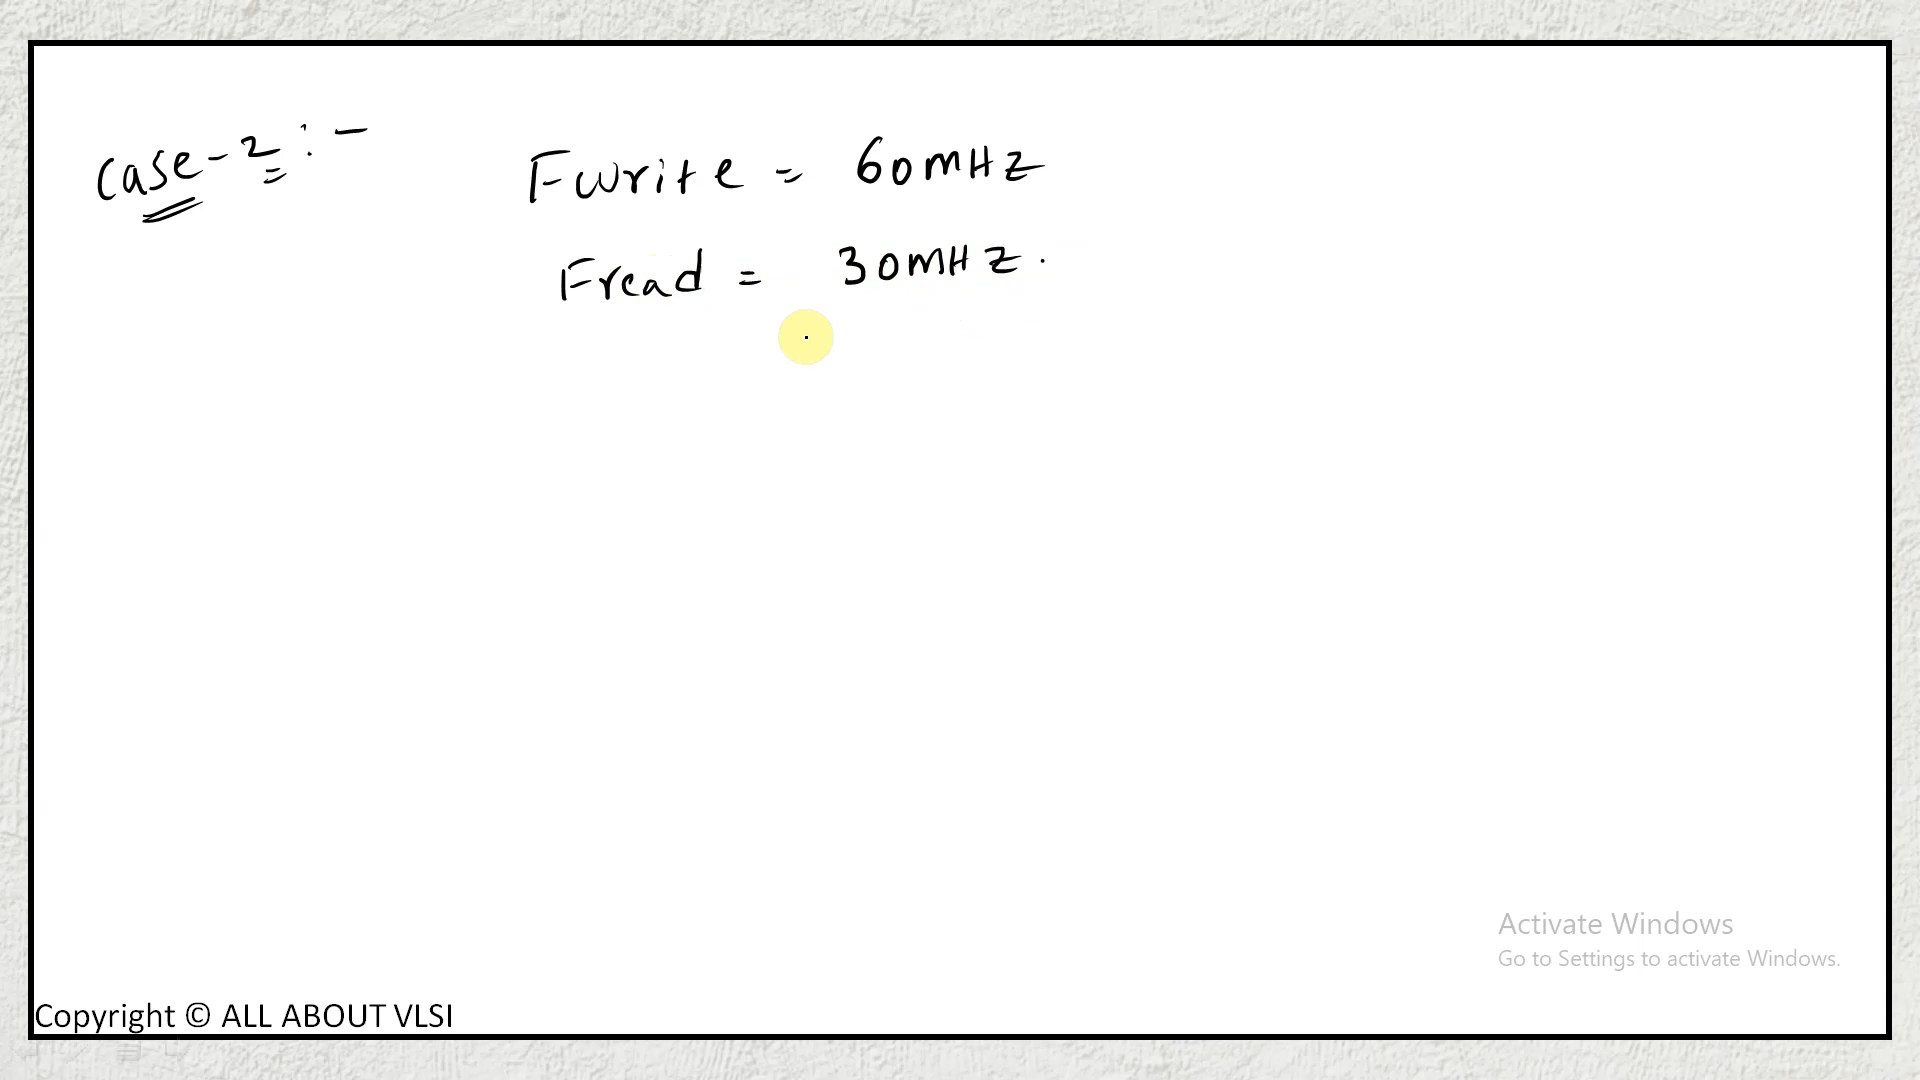 Case-2:-
Fwrite = 60mHz
Fread = 30mHz.
Activate Windows
Go to Settings to activate Windows.
Copyright © ALL ABOUT VLSI